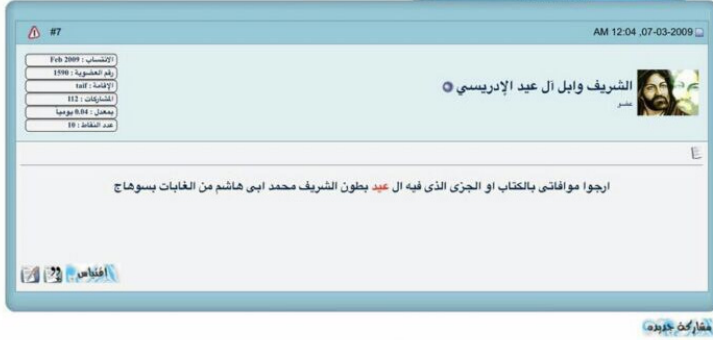 #7
07-03-2009, 12:04 AM
الشريف وابل آل عيد الإدريسي
عضو
الانتساب : Feb 2009
رقم العضوية : 1590
الإقامة : taif
المشاركات : 112
بمعدل : 0.04 يومياً
عدد النقاط : 10
ارجوا موافاتى بالكتاب او الجزى الذى فيه ال عيد بطون الشريف محمد ابى هاشم من الغابات بسوهاج
اقتباس
مشاركة جديدة